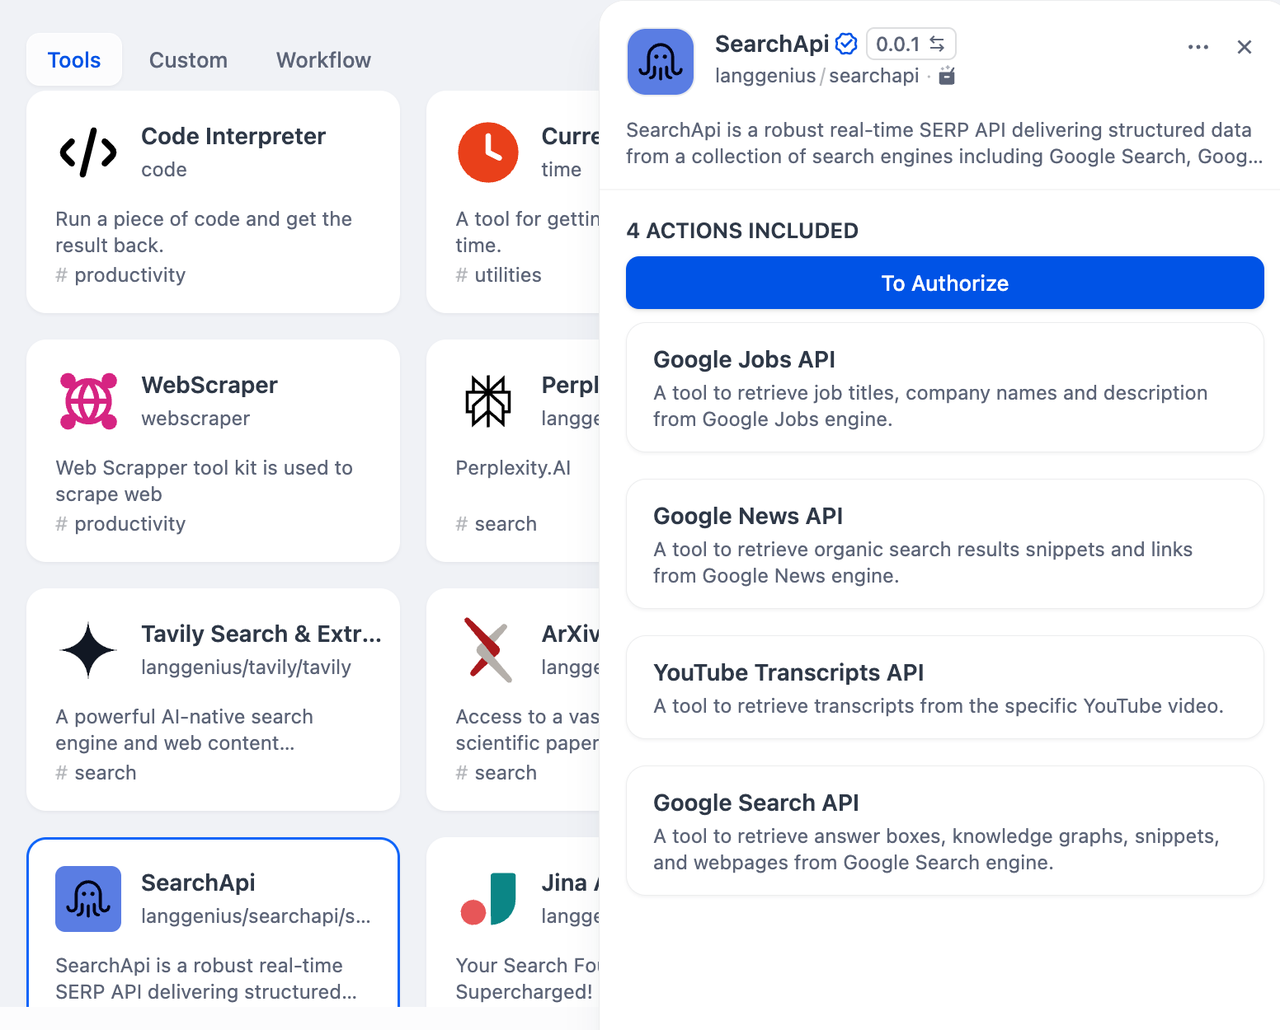 Tools
Custom
Workflow
Code Interpreter
code
Run a piece of code and get the
result back.
# productivity
Curre
time
A tool for gettin
time.
# utilities
WebScraper
webscraper
Web Scrapper tool kit is used to
scrape web
# productivity
Perpl
langge
Perplexity.AI
# search
Tavily Search & Extr...
langgenius/tavily/tavily
A powerful AI-native search
engine and web content...
# search
ArXiv
langge
Access to a vas
scientific paper
# search
SearchApi
langgenius/searchapi/s...
SearchApi is a robust real-time
SERP API delivering structured...
Jina A
langge
Your Search Fou
Supercharged!
SearchApi
0.0.1
langgenius / searchapi ·
SearchApi is a robust real-time SERP API delivering structured data
from a collection of search engines including Google Search, Goog...
4 ACTIONS INCLUDED
To Authorize
Google Jobs API
A tool to retrieve job titles, company names and description
from Google Jobs engine.
Google News API
A tool to retrieve organic search results snippets and links
from Google News engine.
YouTube Transcripts API
A tool to retrieve transcripts from the specific YouTube video.
Google Search API
A tool to retrieve answer boxes, knowledge graphs, snippets,
and webpages from Google Search engine.